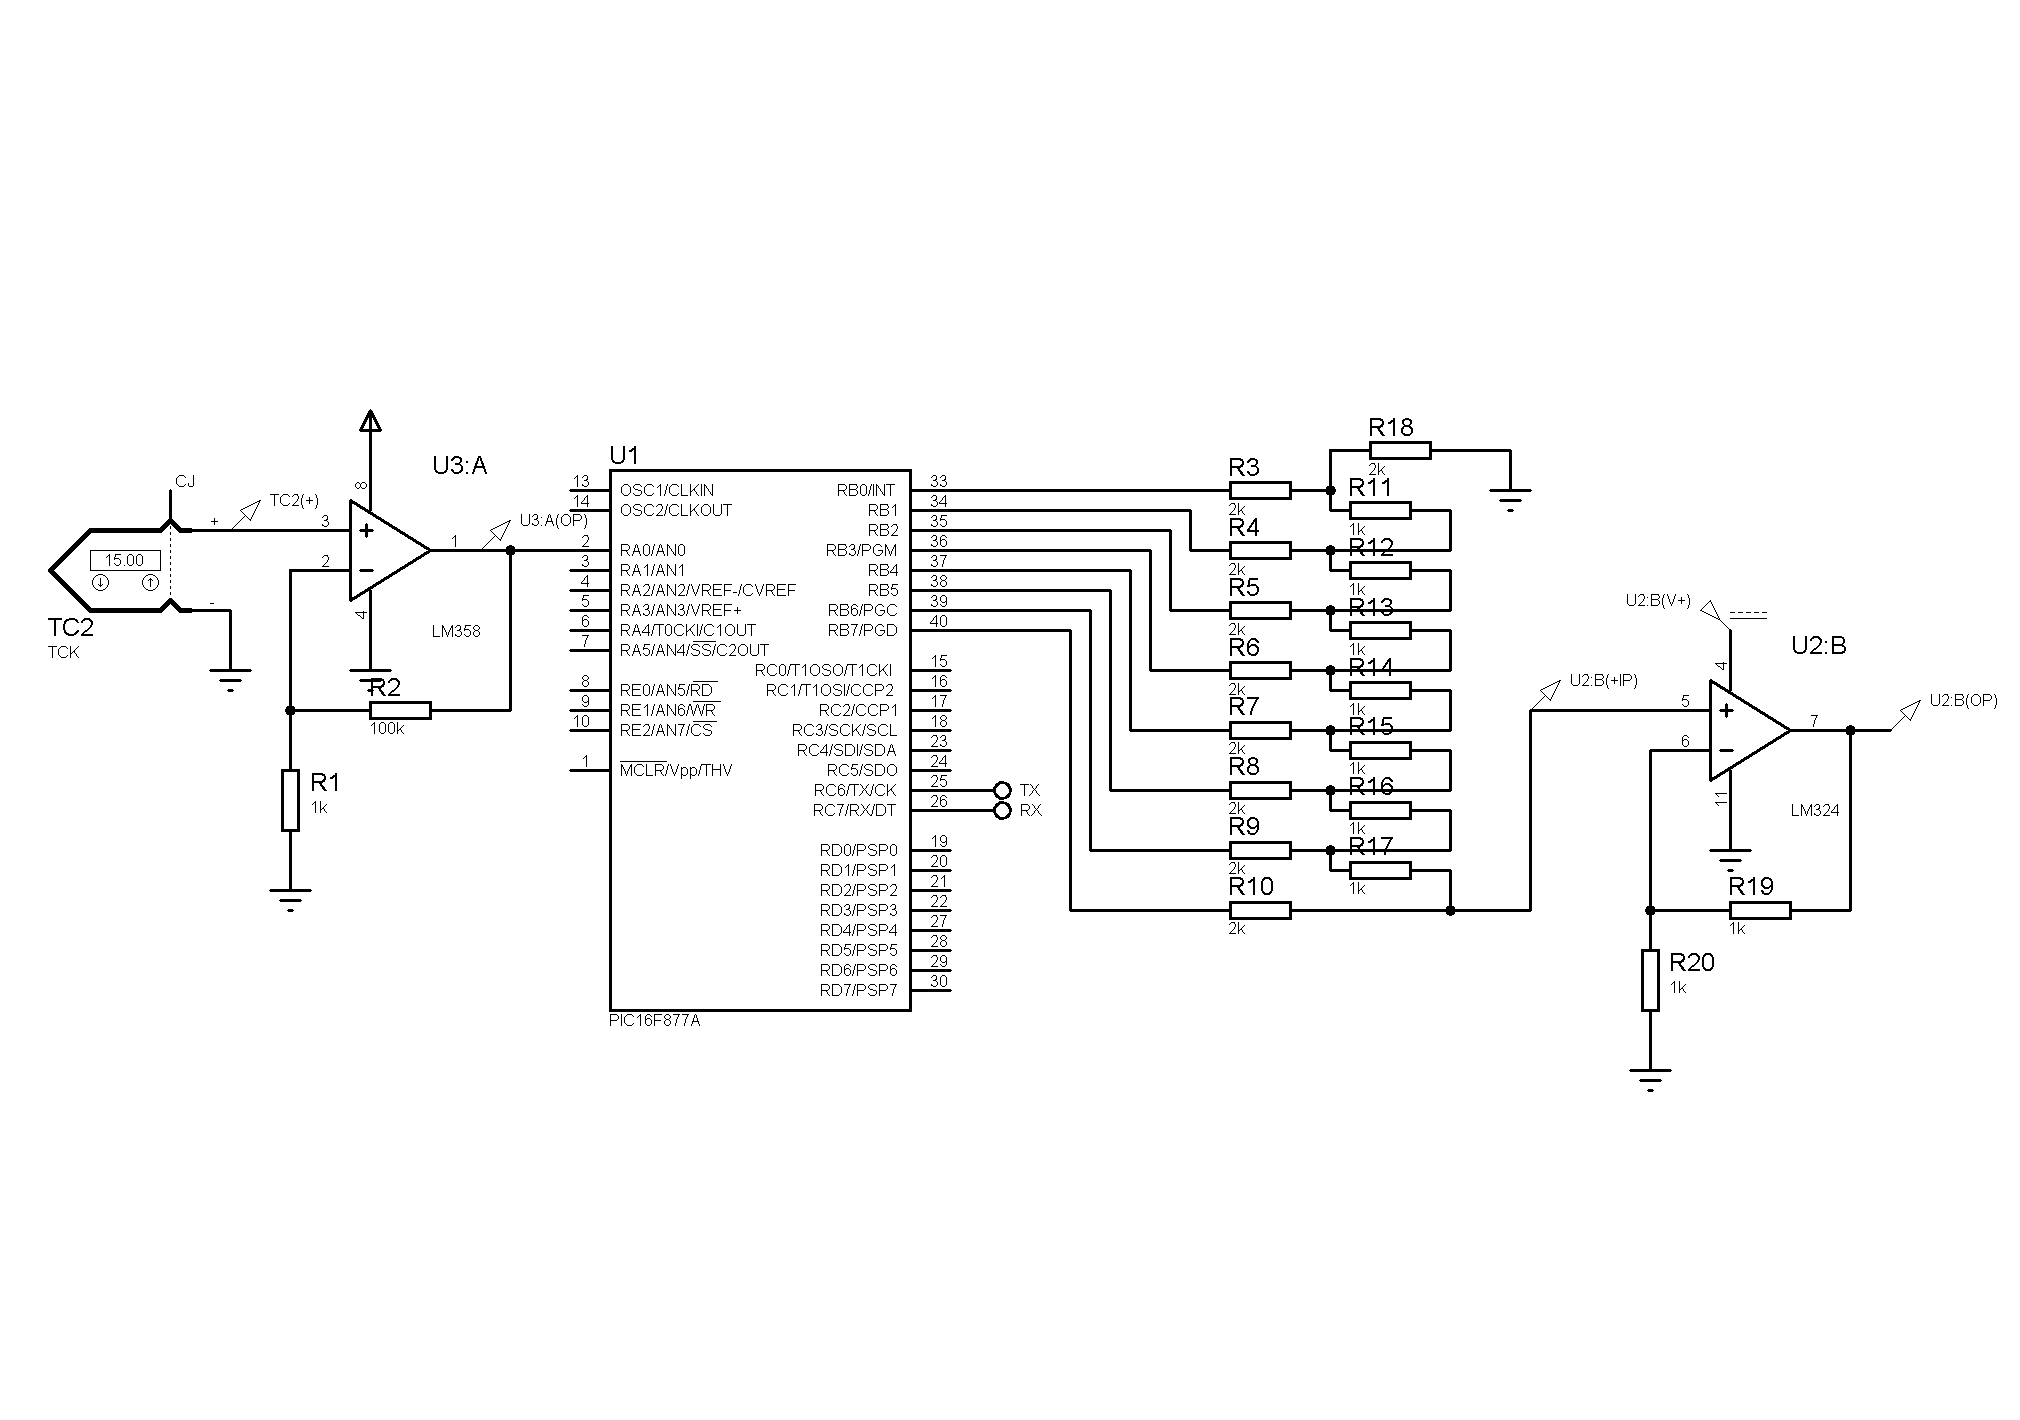 CJ
+
TC2(+)
15.00
-
TC2
TCK
U3:A
8
3
2
1
4
LM358
U3:A(OP)
R2
100k
R1
1k
U1
13 OSC1/CLKIN
14 OSC2/CLKOUT
2 RA0/AN0
3 RA1/AN1
4 RA2/AN2/VREF-/CVREF
5 RA3/AN3/VREF+
6 RA4/T0CKI/C1OUT
7 RA5/AN4/SS/C2OUT
8 RE0/AN5/RD
9 RE1/AN6/WR
10 RE2/AN7/CS
1 MCLR/Vpp/THV
RB0/INT 33
RB1 34
RB2 35
RB3/PGM 36
RB4 37
RB5 38
RB6/PGC 39
RB7/PGD 40
RC0/T1OSO/T1CKI 15
RC1/T1OSI/CCP2 16
RC2/CCP1 17
RC3/SCK/SCL 18
RC4/SDI/SDA 23
RC5/SDO 24
RC6/TX/CK 25
RC7/RX/DT 26
RD0/PSP0 19
RD1/PSP1 20
RD2/PSP2 21
RD3/PSP3 22
RD4/PSP4 27
RD5/PSP5 28
RD6/PSP6 29
RD7/PSP7 30
PIC16F877A
TX
RX
R3
2k
R4
2k
R5
2k
R6
2k
R7
2k
R8
2k
R9
2k
R10
2k
R18
2k
R11
1k
R12
1k
R13
1k
R14
1k
R15
1k
R16
1k
R17
1k
U2:B(V+)
U2:B
4
U2:B(+IP)
5
6
7
11
U2:B(OP)
LM324
R19
1k
R20
1k